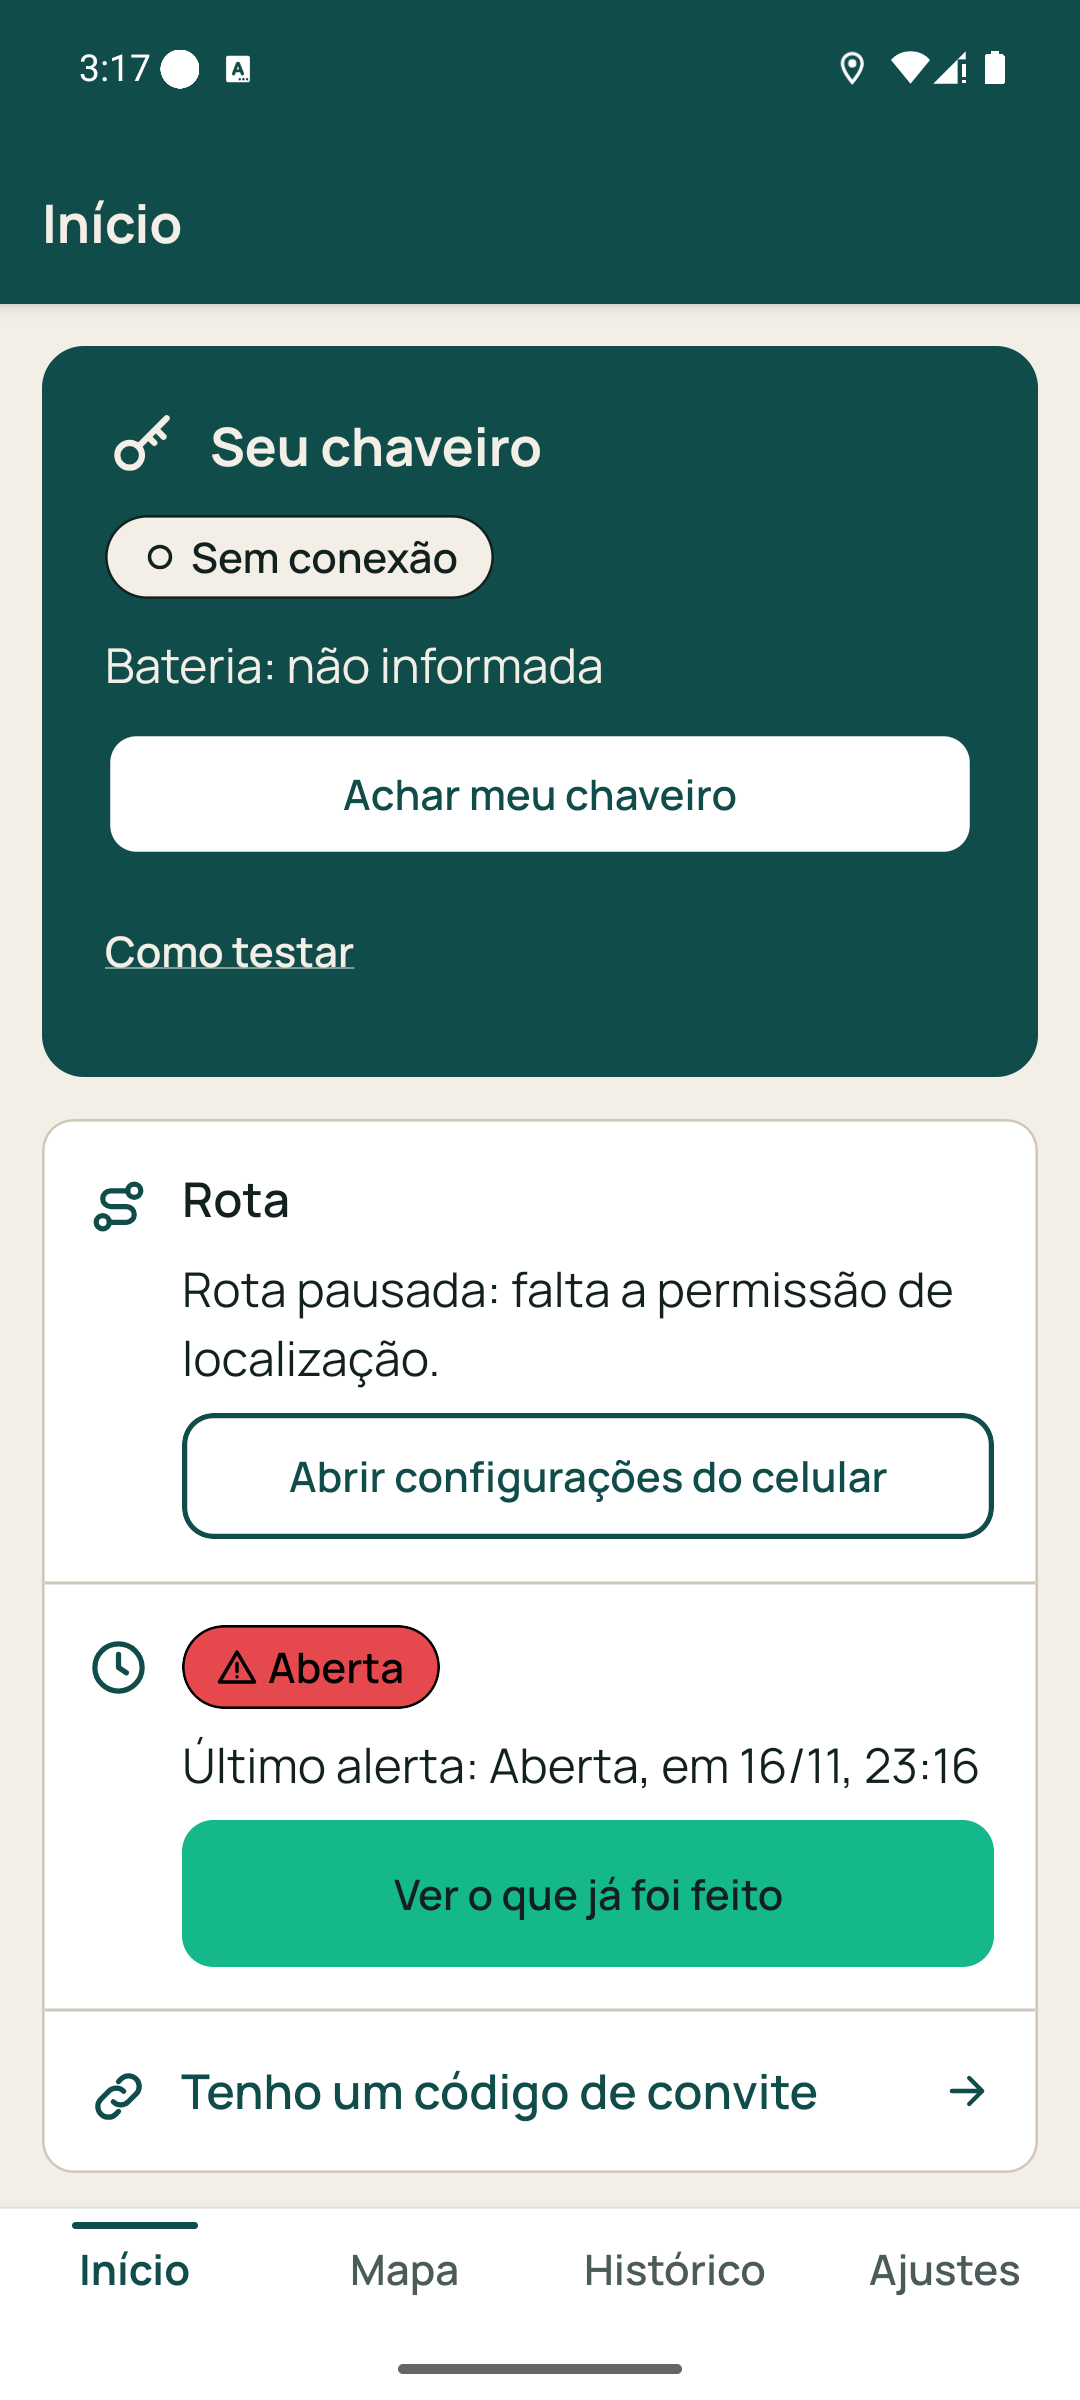 3:17
Início
Seu chaveiro
Sem conexão
Bateria: não informada
Achar meu chaveiro
Como testar
Rota
Rota pausada: falta a permissão de
localização.
Abrir configurações do celular
Aberta
Último alerta: Aberta, em 16/11, 23:16
Ver o que já foi feito
Tenho um código de convite
Início
Mapa
Histórico
Ajustes